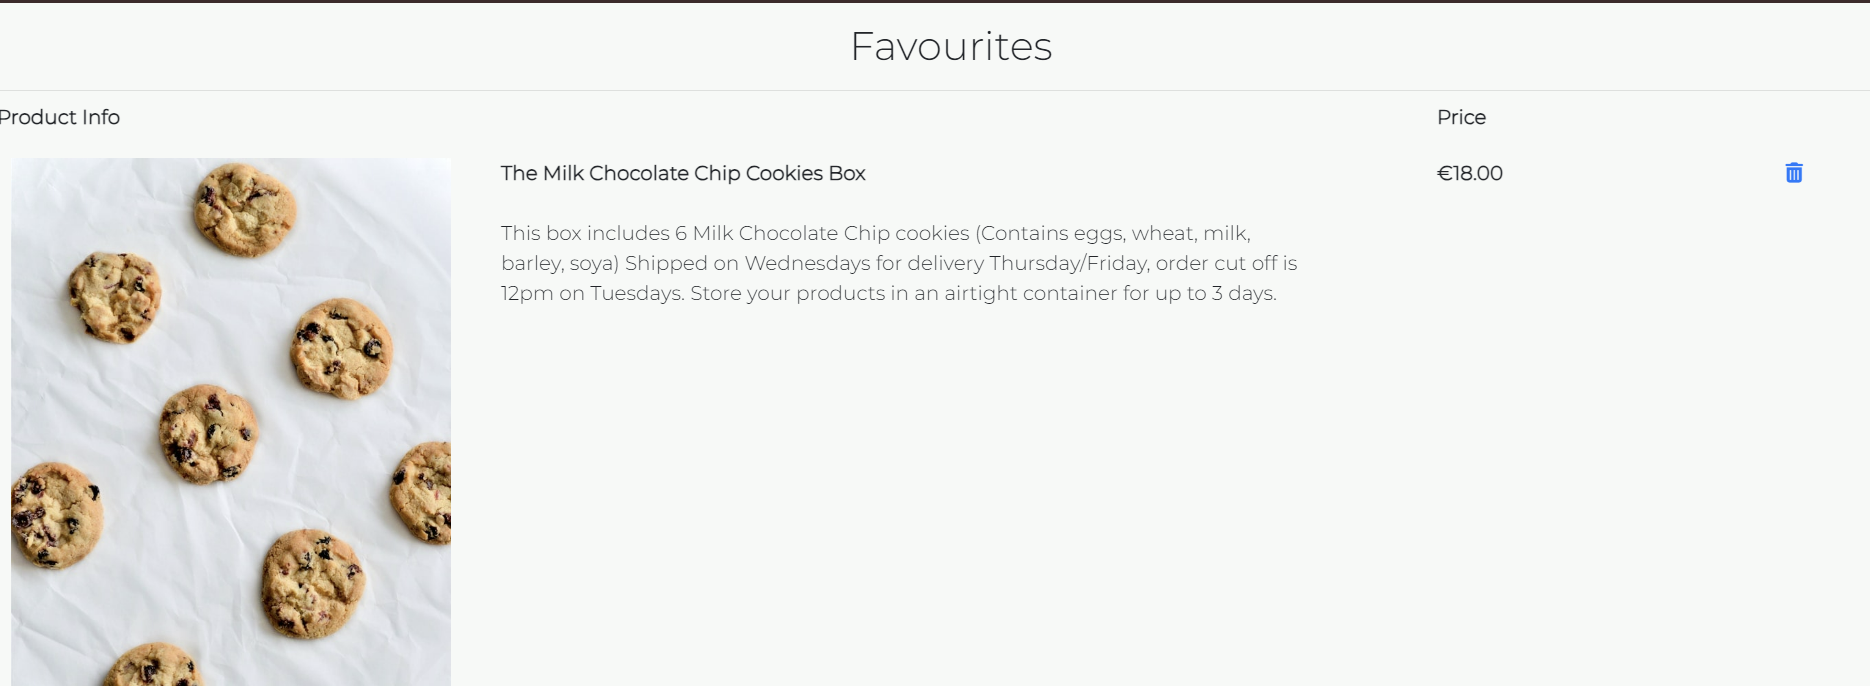 Favourites
Product Info
Price
The Milk Chocolate Chip Cookies Box
€18.00
This box includes 6 Milk Chocolate Chip cookies (Contains eggs, wheat, milk,
barley, soya) Shipped on Wednesdays for delivery Thursday/Friday, order cut off is
12pm on Tuesdays. Store your products in an airtight container for up to 3 days.